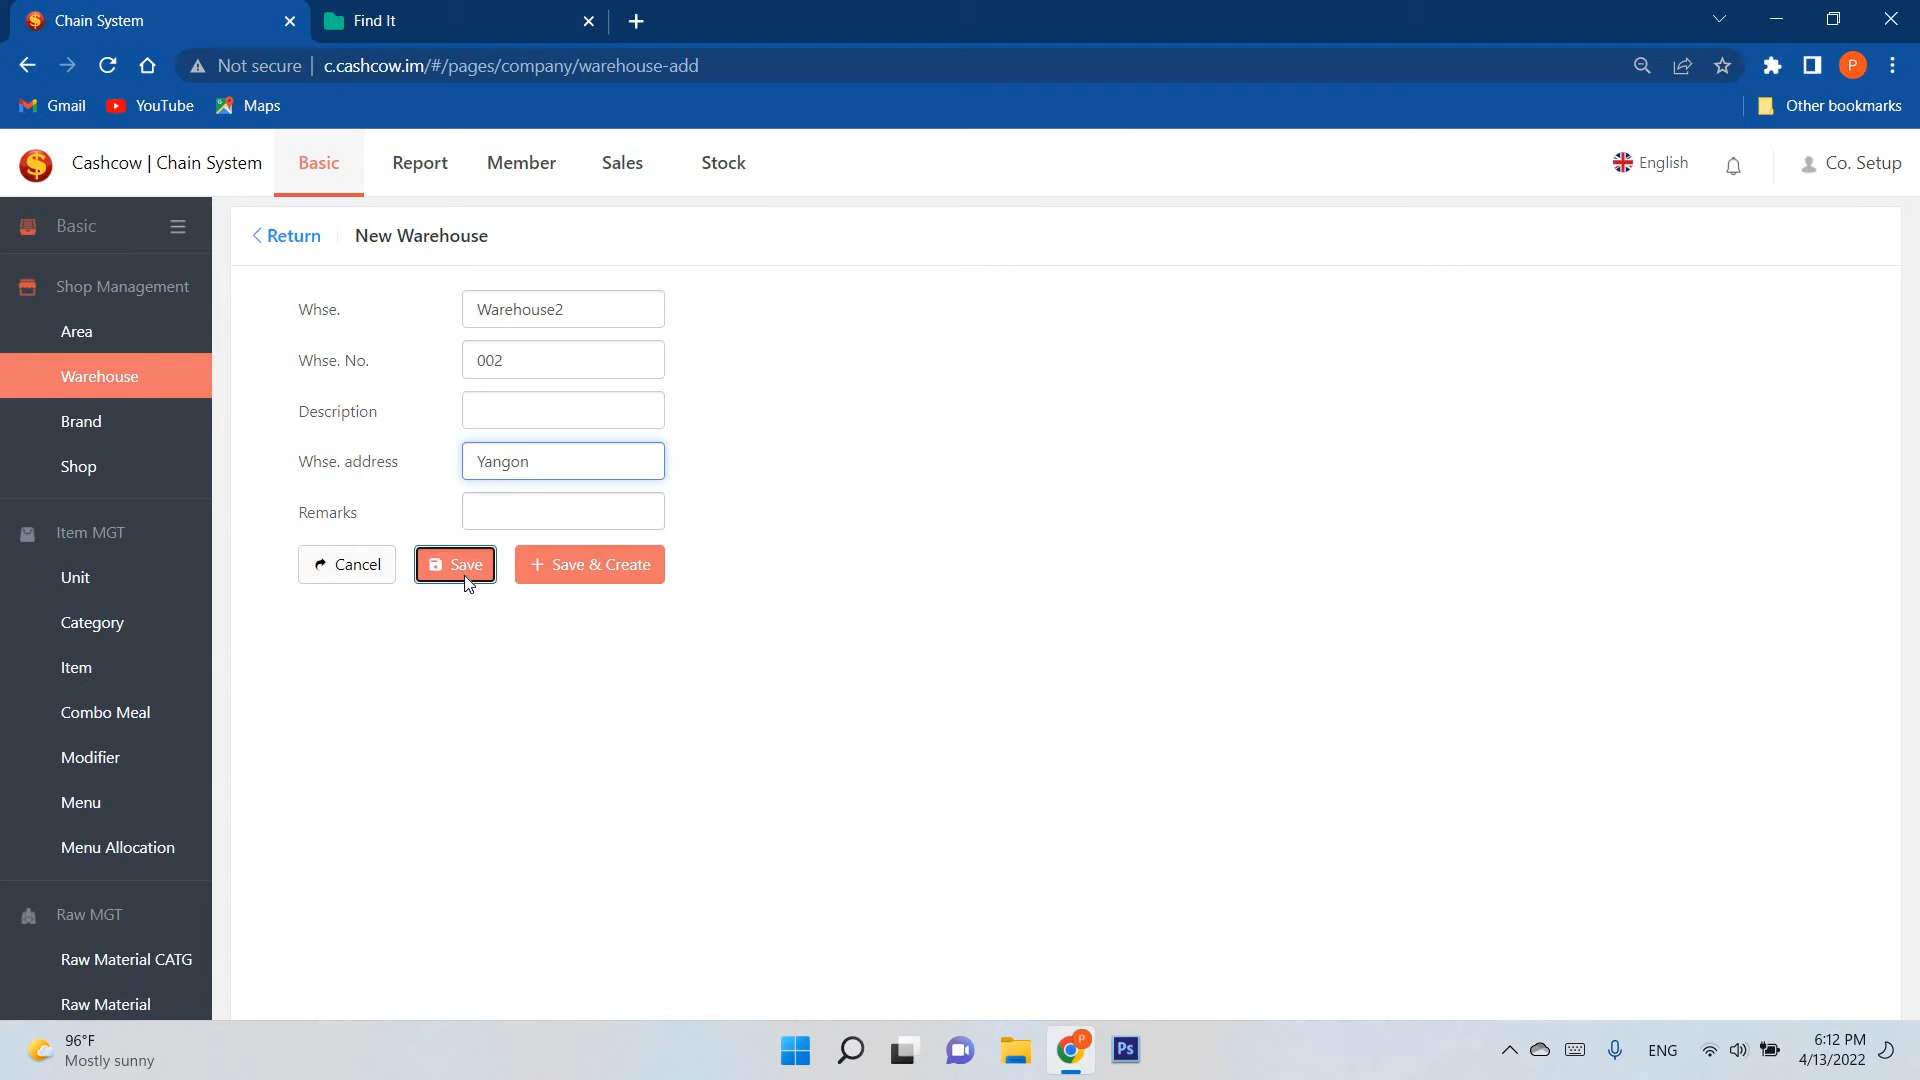 Chain System
Find It
Not secure
c.cashcow.im/#/pages/company/warehouse-add
P
Gmail
YouTube
Maps
Other bookmarks
$
Cashcow | Chain System
Basic
Report
Member
Sales
Stock
English
Co. Setup
Basic
Return
New Warehouse
Shop Management
Area
Warehouse
Brand
Shop
Item MGT
Unit
Category
Item
Combo Meal
Modifier
Menu
Menu Allocation
Raw MGT
Raw Material CATG
Raw Material
Whse.
Warehouse2
Whse. No.
002
Description
Whse. address
Yangon
Remarks
Cancel
Save
+ Save & Create
96°F
Mostly sunny
P
Ps
ENG
6:12 PM
4/13/2022